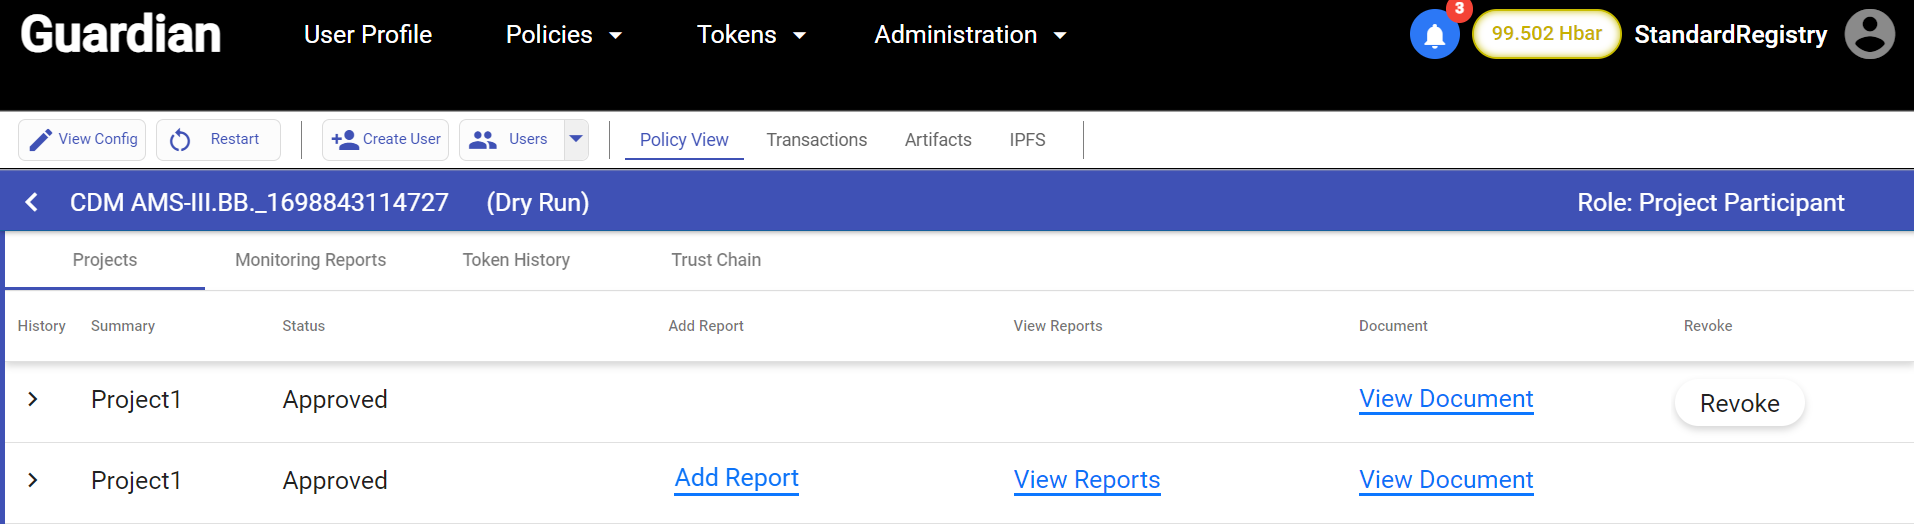 Guardian User Profile Policies Tokens Administration 3 99.502 Hbar StandardRegistry
View Config Restart Create User Users Policy View Transactions Artifacts IPFS
CDM AMS-III.BB._1698843114727 (Dry Run) Role: Project Participant
Projects Monitoring Reports Token History Trust Chain
History Summary Status Add Report View Reports Document Revoke
Project1 Approved View Document Revoke
Project1 Approved Add Report View Reports View Document